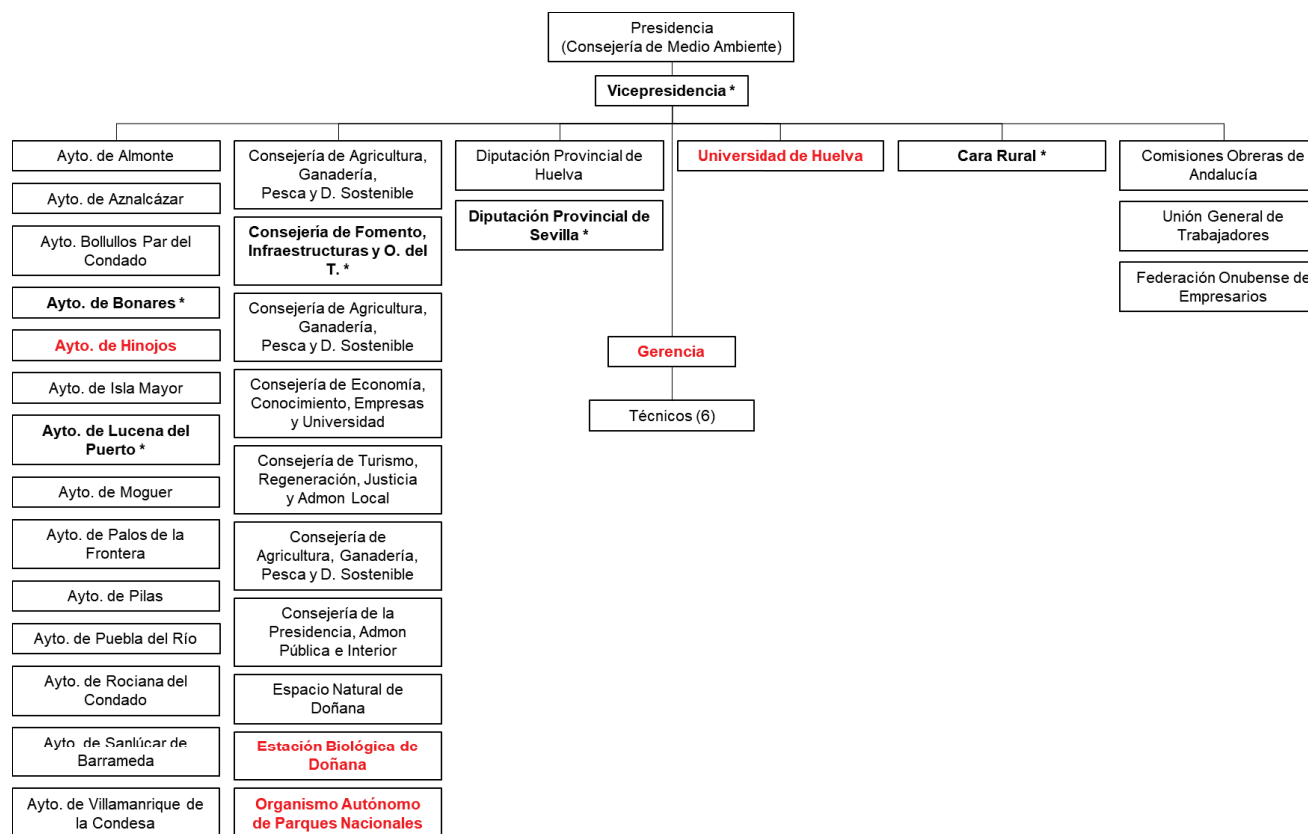 Presidencia
(Consejería de Medio Ambiente)
Vicepresidencia *
Ayto. de Almonte
Ayto. de Aznalcázar
Ayto. Bollullos Par del
Condado
Ayto. de Bonares *
Ayto. de Hinojos
Ayto. de Isla Mayor
Ayto. de Lucena del
Puerto *
Ayto. de Moguer
Ayto. de Palos de la
Frontera
Ayto. de Pilas
Ayto. de Puebla del Río
Ayto. de Rociana del
Condado
Ayto. de Sanlúcar de
Barrameda
Ayto. de Villamanrique de
la Condesa
Consejería de Agricultura,
Ganadería,
Pesca y D. Sostenible
Consejería de Fomento,
Infraestructuras y O. del
T. *
Consejería de Agricultura,
Ganadería,
Pesca y D. Sostenible
Consejería de Economía,
Conocimiento, Empresas
y Universidad
Consejería de Turismo,
Regeneración, Justicia
y Admon Local
Consejería de
Agricultura, Ganadería,
Pesca y D. Sostenible
Consejería de la
Presidencia, Admon
Pública e Interior
Espacio Natural de
Doñana
Estación Biológica de
Doñana
Organismo Autónomo
de Parques Nacionales
Diputación Provincial de
Huelva
Diputación Provincial de
Sevilla *
Universidad de Huelva
Gerencia
Técnicos (6)
Cara Rural *
Comisiones Obreras de
Andalucía
Unión General de
Trabajadores
Federación Onubense de
Empresarios